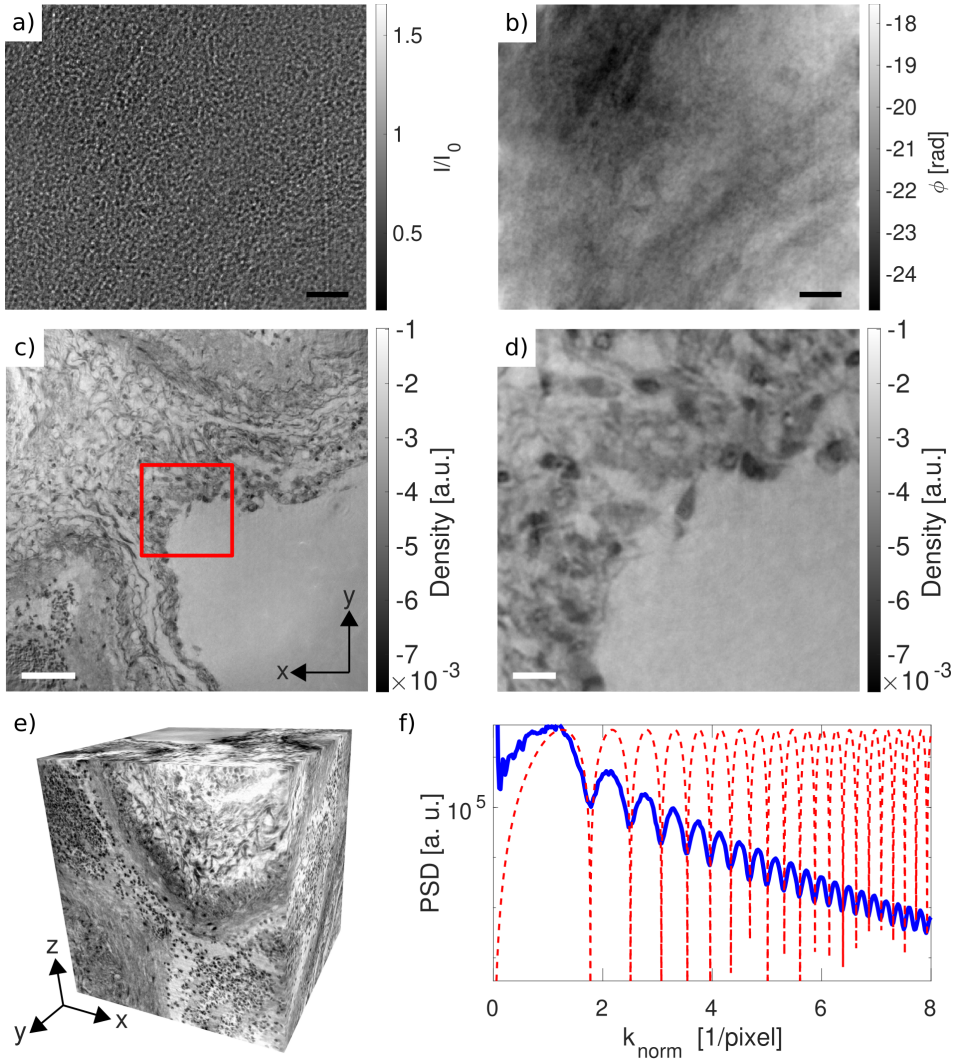 a)
1.5
1
0.5
I/I_0
b)
-18
-19
-20
-21
-22
-23
-24
ϕ [rad]
c)
-1
-2
-3
-4
-5
-6
-7
×10⁻³
Density [a.u.]
y
x
d)
-1
-2
-3
-4
-5
-6
-7
×10⁻³
Density [a.u.]
e)
z
y
x
f)
10⁵
PSD [a. u.]
0
2
4
6
8
k_norm [1/pixel]